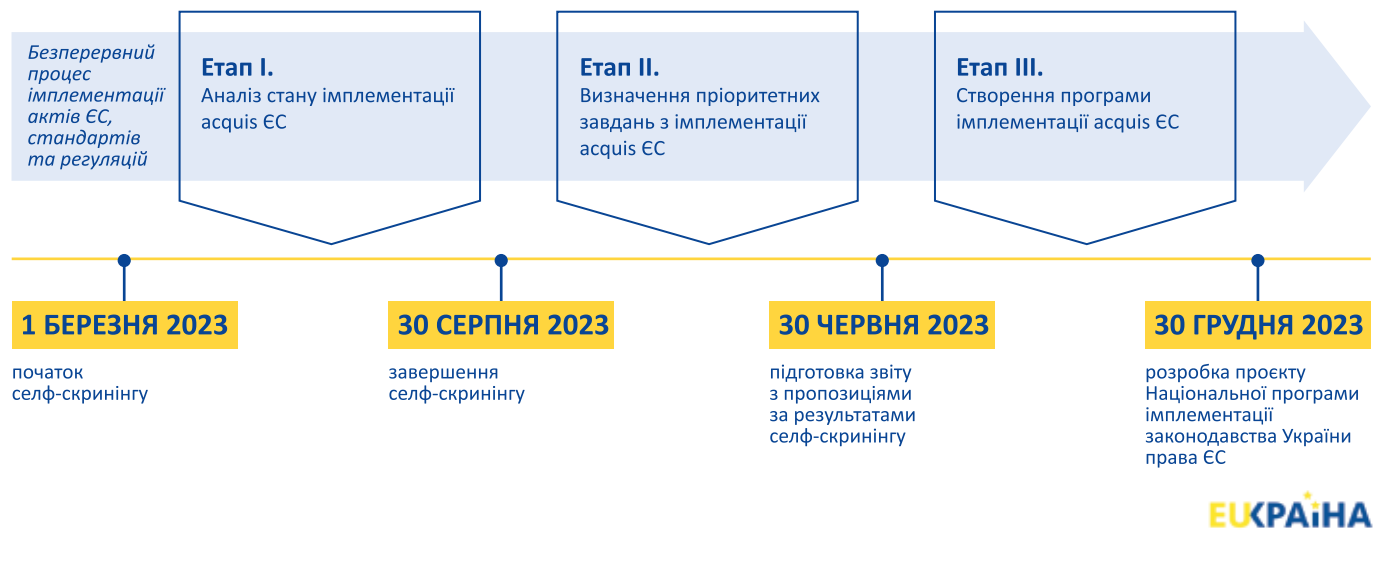 Безперервний
процес
імплементації
актів ЄС,
стандартів
та регуляцій
Етап I.
Аналіз стану імплементації
acquis ЄС
Етап II.
Визначення пріоритетних
завдань з імплементації
acquis ЄС
Етап III.
Створення програми
імплементації acquis ЄС
1 БЕРЕЗНЯ 2023
початок
селф-скринінгу
30 СЕРПНЯ 2023
завершення
селф-скринінгу
30 ЧЕРВНЯ 2023
підготовка звіту
з пропозиціями
за результатами
селф-скринінгу
30 ГРУДНЯ 2023
розробка проєкту
Національної програми
імплементації
законодавства України
права ЄС
EUКРАЇНА